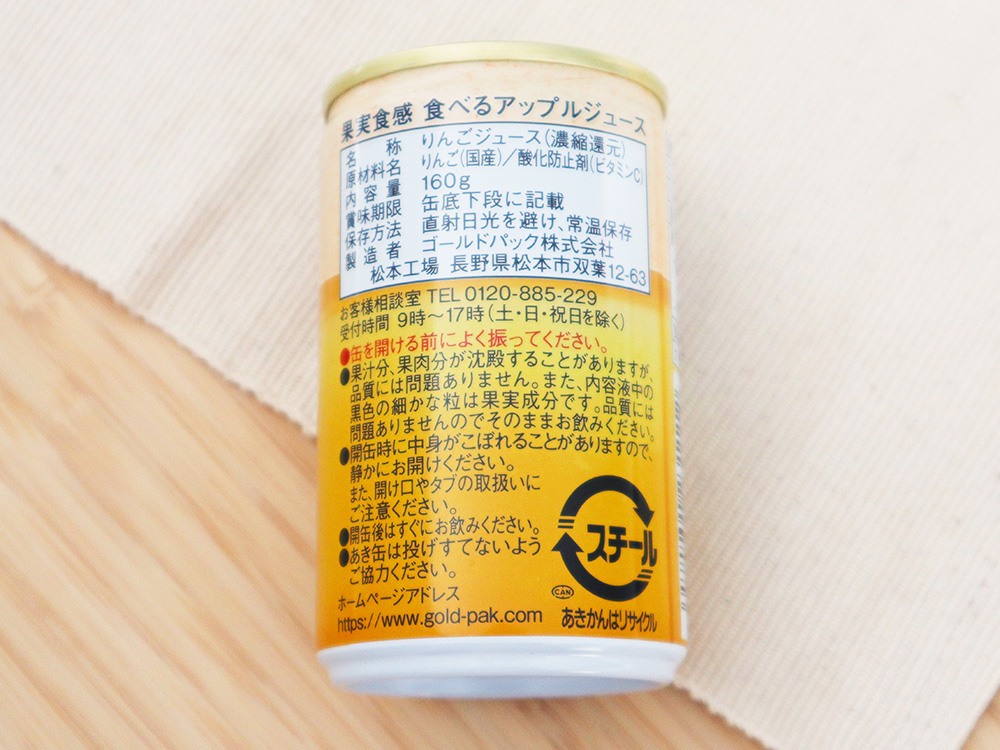 果実食感 食べるアップルジュース
名称 りんごジュース(濃縮還元)
原材料名 りんご(国産)／酸化防止剤(ビタミンC)
内容量 160g
賞味期限 缶底下段に記載
保存方法 直射日光を避け、常温保存
製造者 ゴールドパック株式会社
松本工場 長野県松本市双葉12-63
お客様相談室 TEL 0120-885-229
受付時間 9時～17時(土・日・祝日を除く)
●缶を開ける前によく振ってください。
●果汁分、果肉分が沈殿することがありますが、
品質には問題ありません。また、内容液中の
黒色の細かな粒は果実成分です。品質には
問題ありませんのでそのままお飲みください。
●開缶時に中身がこぼれることがありますので、
静かにお開けください。
また、開け口やタブの取扱いに
ご注意ください。
●開缶後はすぐにお飲みください。
●あき缶は投げすてないよう
ご協力ください。
ホームページアドレス
https://www.gold-pak.com
スチール
CAN
あきかんはリサイクル